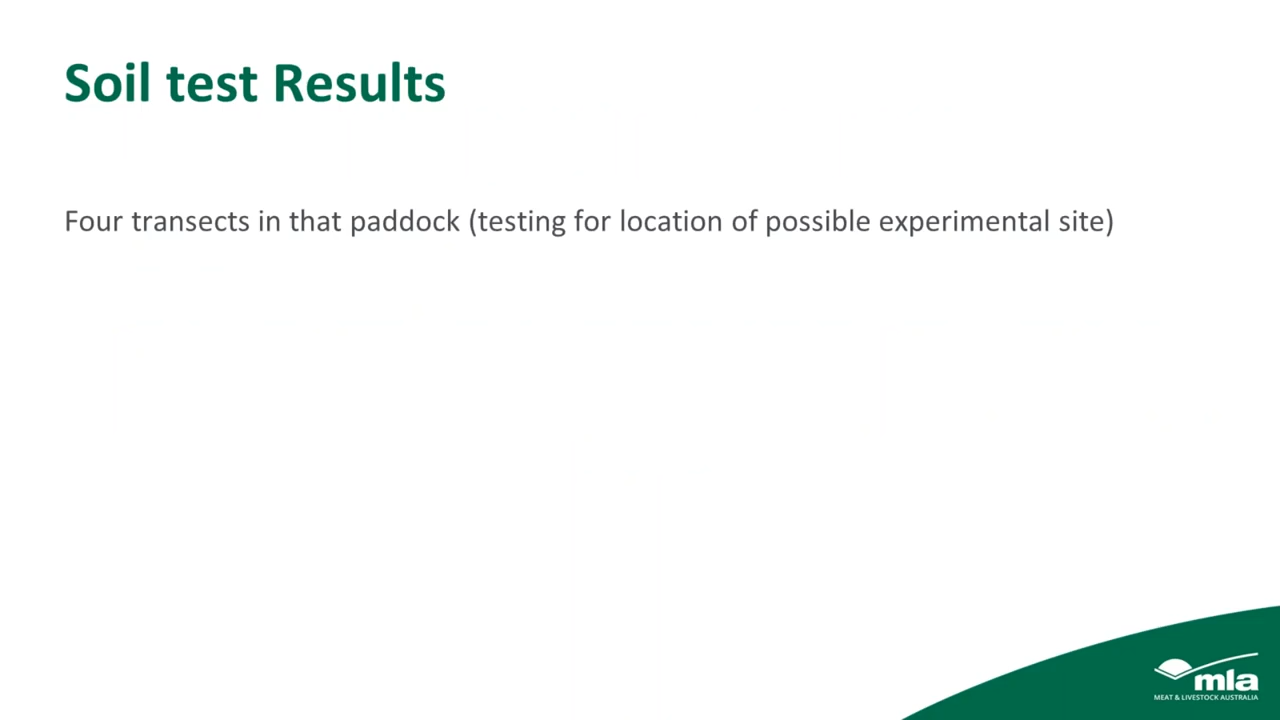 Soil test Results
Four transects in that paddock (testing for location of possible experimental site)
mla
MEAT & LIVESTOCK AUSTRALIA